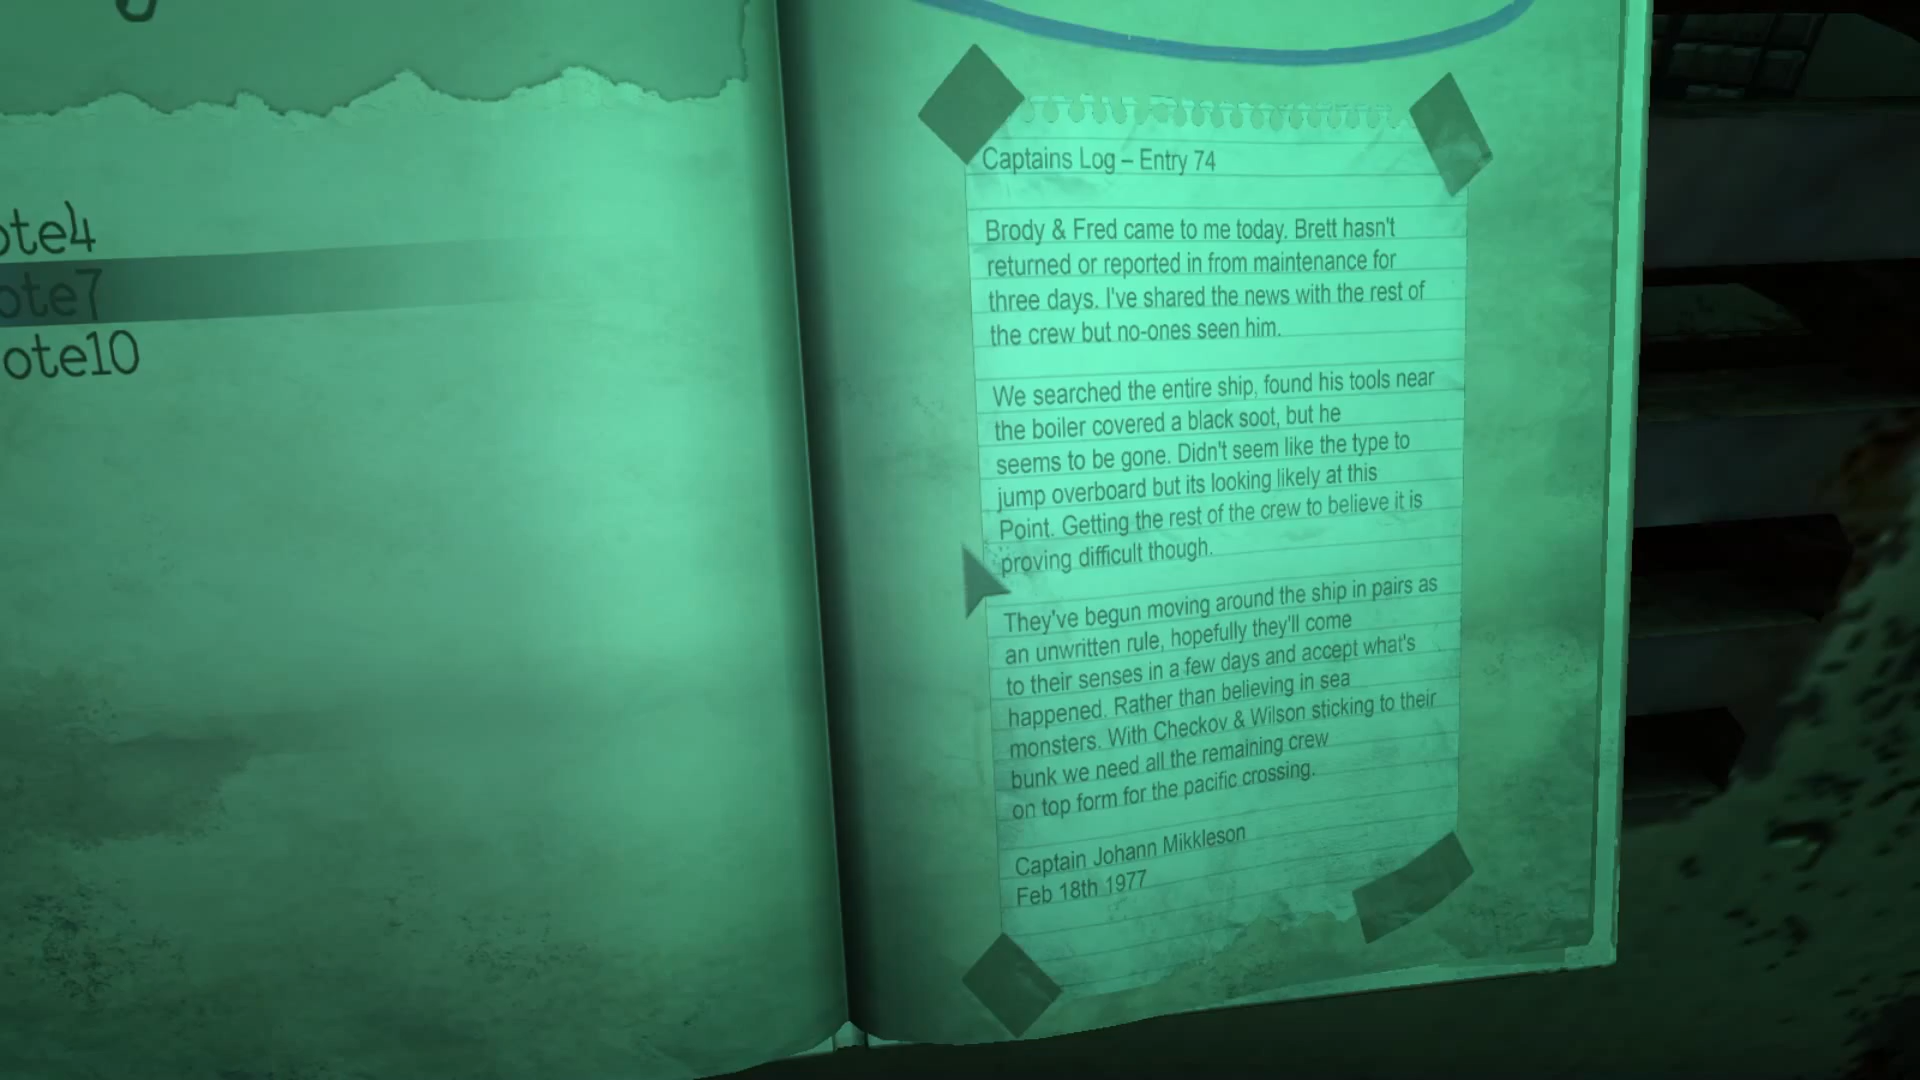 ote4
ote7
ote10
Captains Log – Entry 74
Brody & Fred came to me today. Brett hasn't
returned or reported in from maintenance for
three days. I've shared the news with the rest of
the crew but no-ones seen him.
We searched the entire ship, found his tools near
the boiler covered a black soot, but he
seems to be gone. Didn't seem like the type to
jump overboard but its looking likely at this
Point. Getting the rest of the crew to believe it is
proving difficult though.
They've begun moving around the ship in pairs as
an unwritten rule, hopefully they'll come
to their senses in a few days and accept what's
happened. Rather than believing in sea
monsters. With Checkov & Wilson sticking to their
bunk we need all the remaining crew
on top form for the pacific crossing.
Captain Johann Mikkleson
Feb 18th 1977